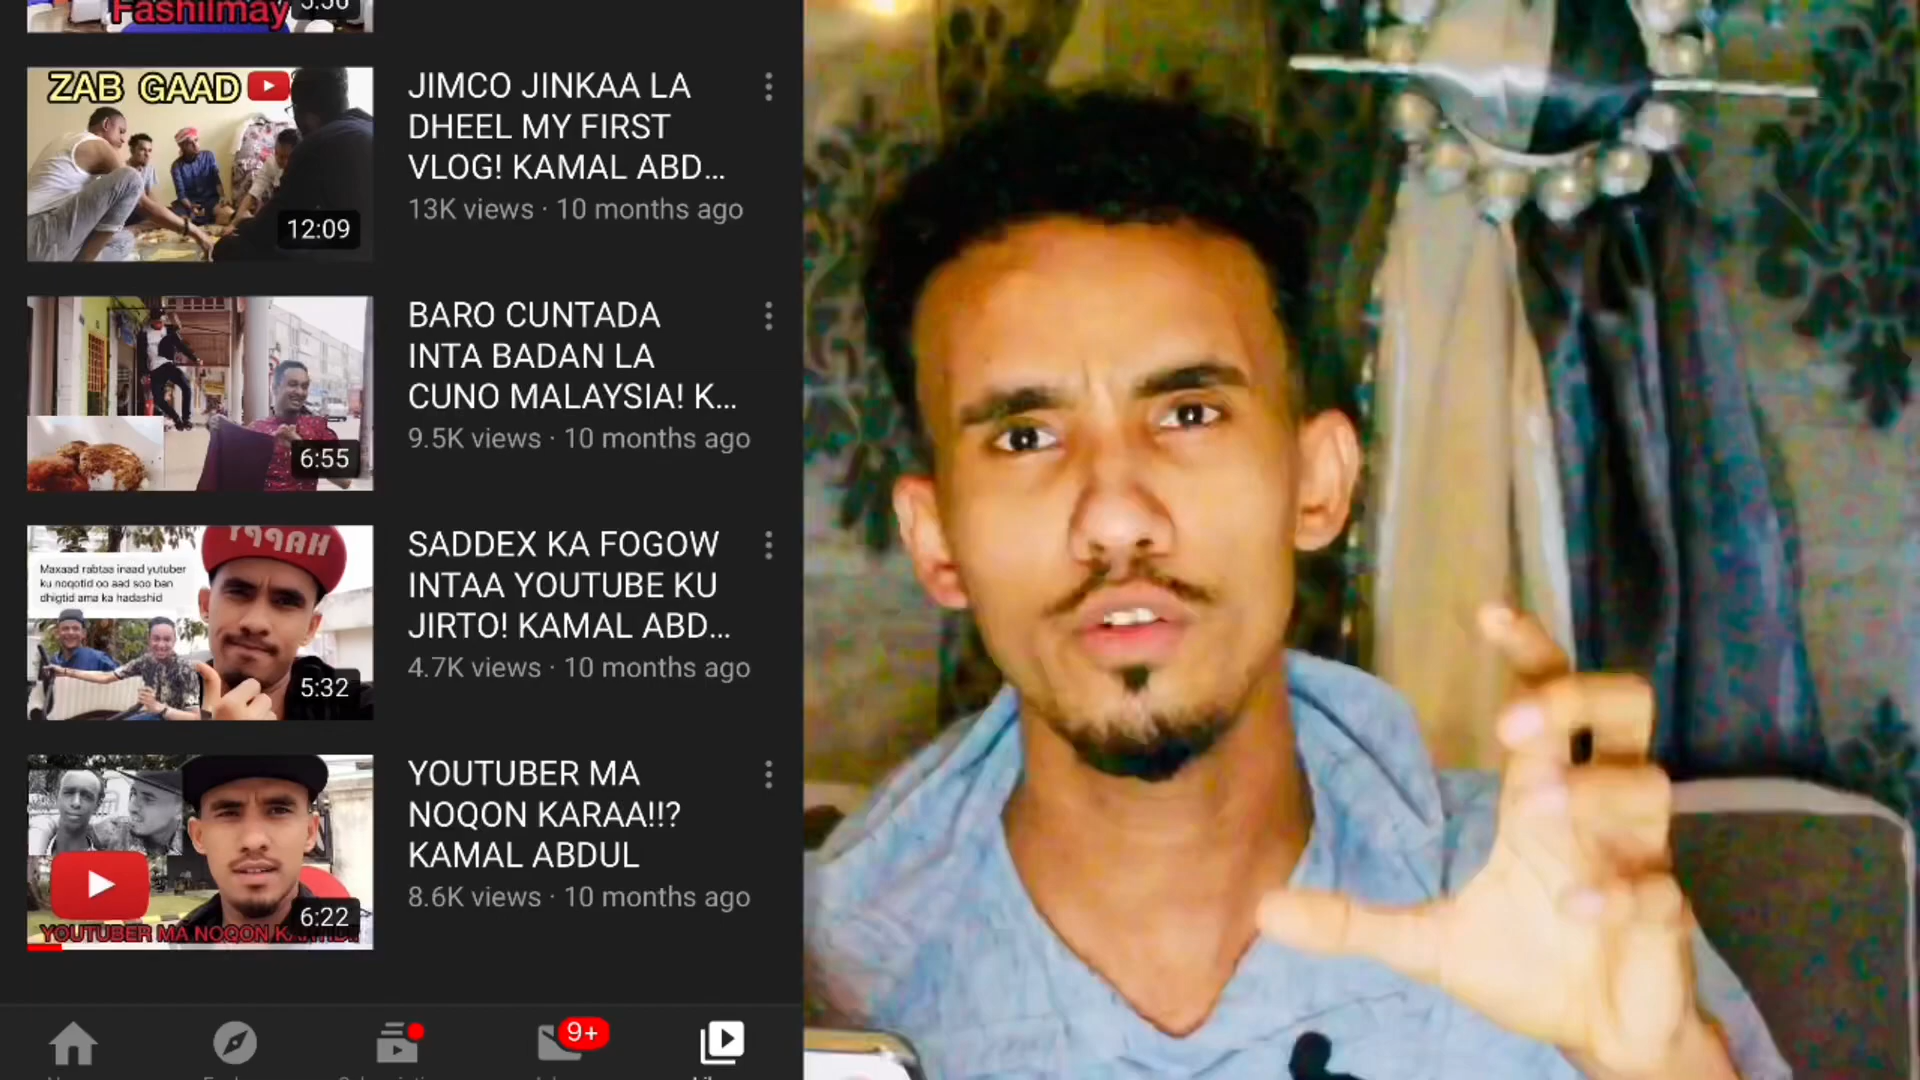 Fashilmay
5:56
ZAB GAAD
12:09
JIMCO JINKAA LA
DHEEL MY FIRST
VLOG! KAMAL ABD...
13K views · 10 months ago
6:55
BARO CUNTADA
INTA BADAN LA
CUNO MALAYSIA! K...
9.5K views · 10 months ago
HAPPY
Maxaad rabtaa inaad yutuber
ku noqotid oo aad soo ban
dhigtid ama ka hadashid
5:32
SADDEX KA FOGOW
INTAA YOUTUBE KU
JIRTO! KAMAL ABD...
4.7K views · 10 months ago
6:22
YOUTUBER MA NOQON
YOUTUBER MA
NOQON KARAA!!?
KAMAL ABDUL
8.6K views · 10 months ago
9+